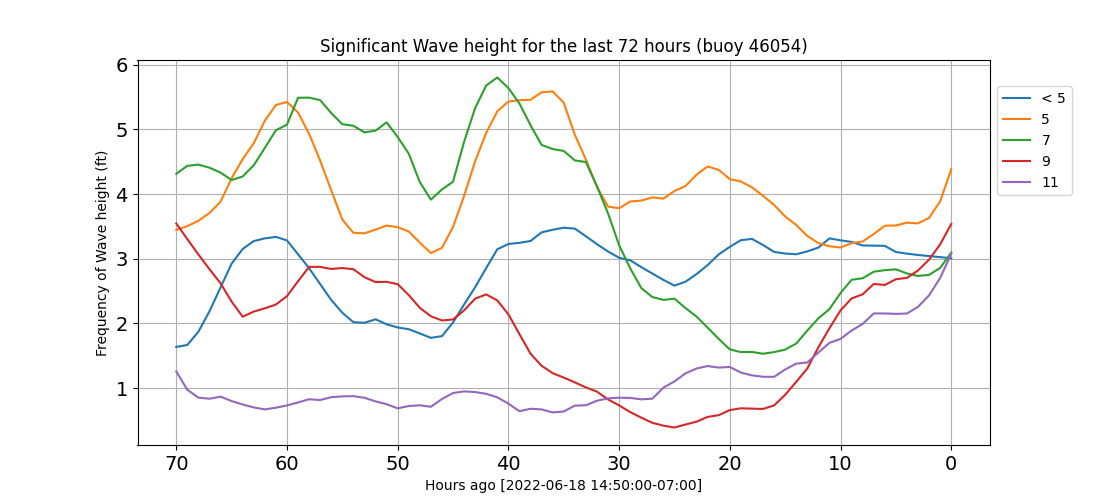 Significant Wave height for the last 72 hours (buoy 46054)
Frequency of Wave height (ft)
6
5
4
3
2
1
70 60 50 40 30 20 10 0
Hours ago [2022-06-18 14:50:00-07:00]
< 5
5
7
9
11